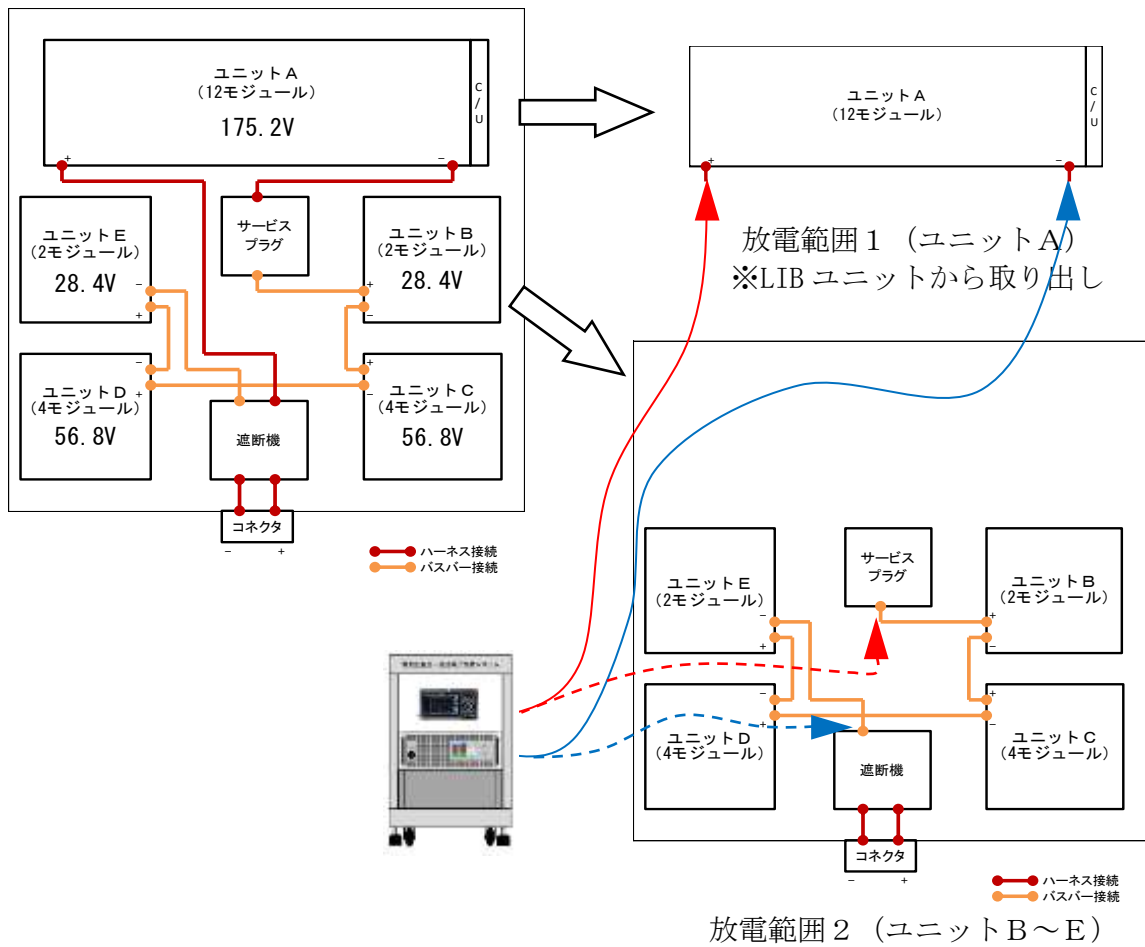 ユニットA
（12モジュール）
175.2V
C/U
+
−
ユニットE
（2モジュール）
28.4V
−
+
サービス
プラグ
ユニットB
（2モジュール）
28.4V
+
−
ユニットD
（4モジュール）
56.8V
−
+
遮断機
ユニットC
（4モジュール）
56.8V
+
−
コネクタ
− +
ハーネス接続
バスバー接続
ユニットA
（12モジュール）
C/U
+
−
放電範囲１（ユニットA）
※LIBユニットから取り出し
ユニットE
（2モジュール）
−
+
サービス
プラグ
ユニットB
（2モジュール）
+
−
ユニットD
（4モジュール）
−
+
遮断機
ユニットC
（4モジュール）
+
−
コネクタ
− +
ハーネス接続
バスバー接続
放電範囲２（ユニットB～E）